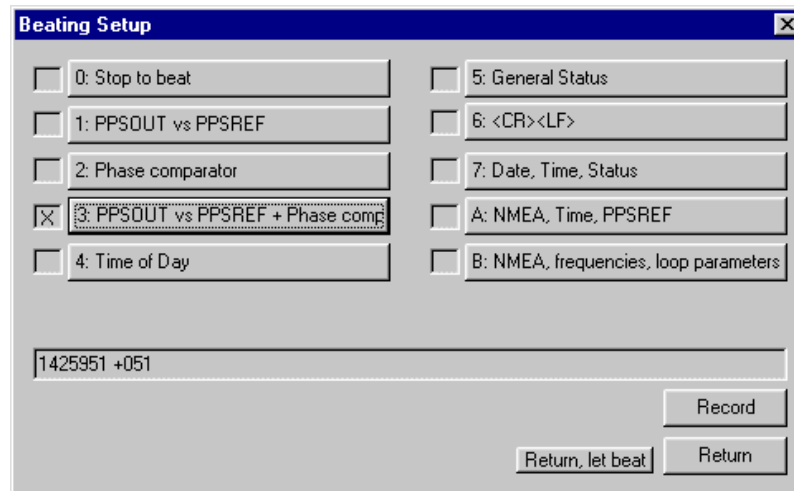 Beating Setup
0: Stop to beat
1: PPSOUT vs PPSREF
2: Phase comparator
X 3: PPSOUT vs PPSREF + Phase comp
4: Time of Day
5: General Status
6: <CR><LF>
7: Date, Time, Status
A: NMEA, Time, PPSREF
B: NMEA, frequencies, loop parameters
1425951 +051
Record
Return, let beat
Return